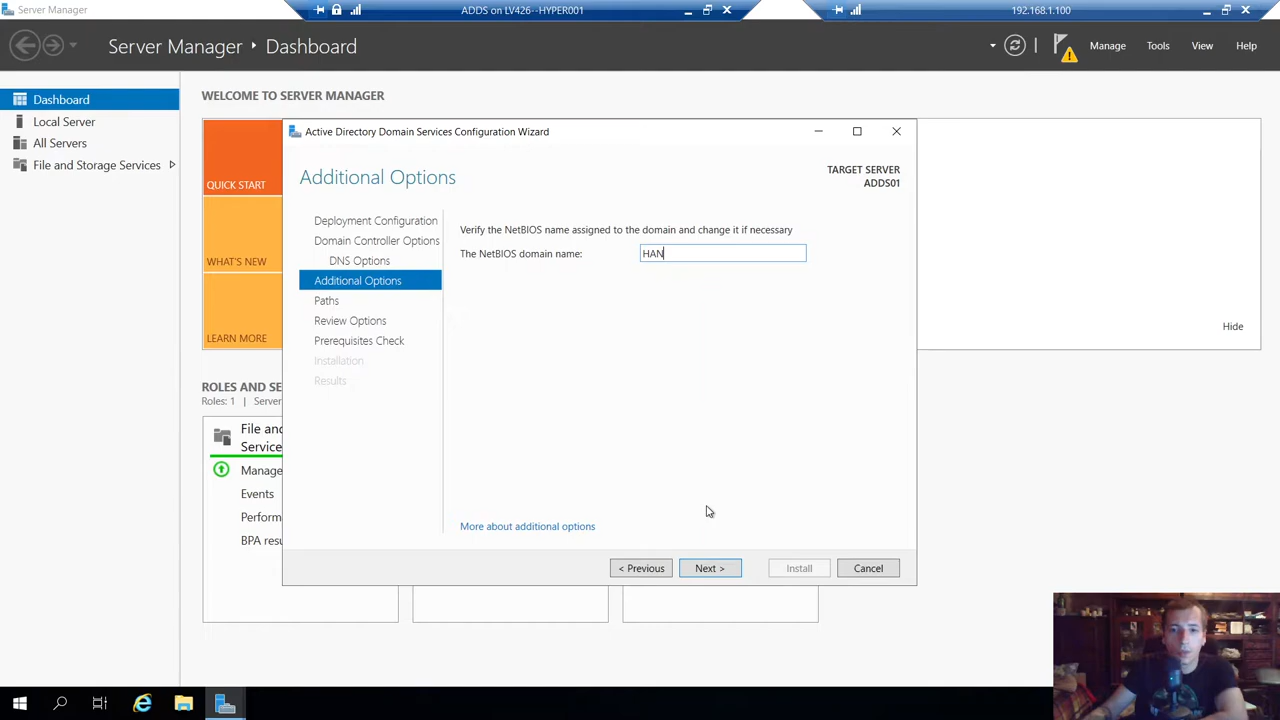 Server Manager
ADDS on LV426--HYPER001
192.168.1.100
Server Manager
Dashboard
Manage
Tools
View
Help
Dashboard
Local Server
All Servers
File and Storage Services
WELCOME TO SERVER MANAGER
QUICK START
WHAT'S NEW
LEARN MORE
Hide
ROLES AND SE
Roles: 1 | Server
File and
Service
Manage
Events
Perform
BPA resu
Active Directory Domain Services Configuration Wizard
Additional Options
TARGET SERVER
ADDS01
Deployment Configuration
Domain Controller Options
DNS Options
Additional Options
Paths
Review Options
Prerequisites Check
Installation
Results
Verify the NetBIOS name assigned to the domain and change it if necessary
The NetBIOS domain name:
HAN
More about additional options
< Previous
Next >
Install
Cancel